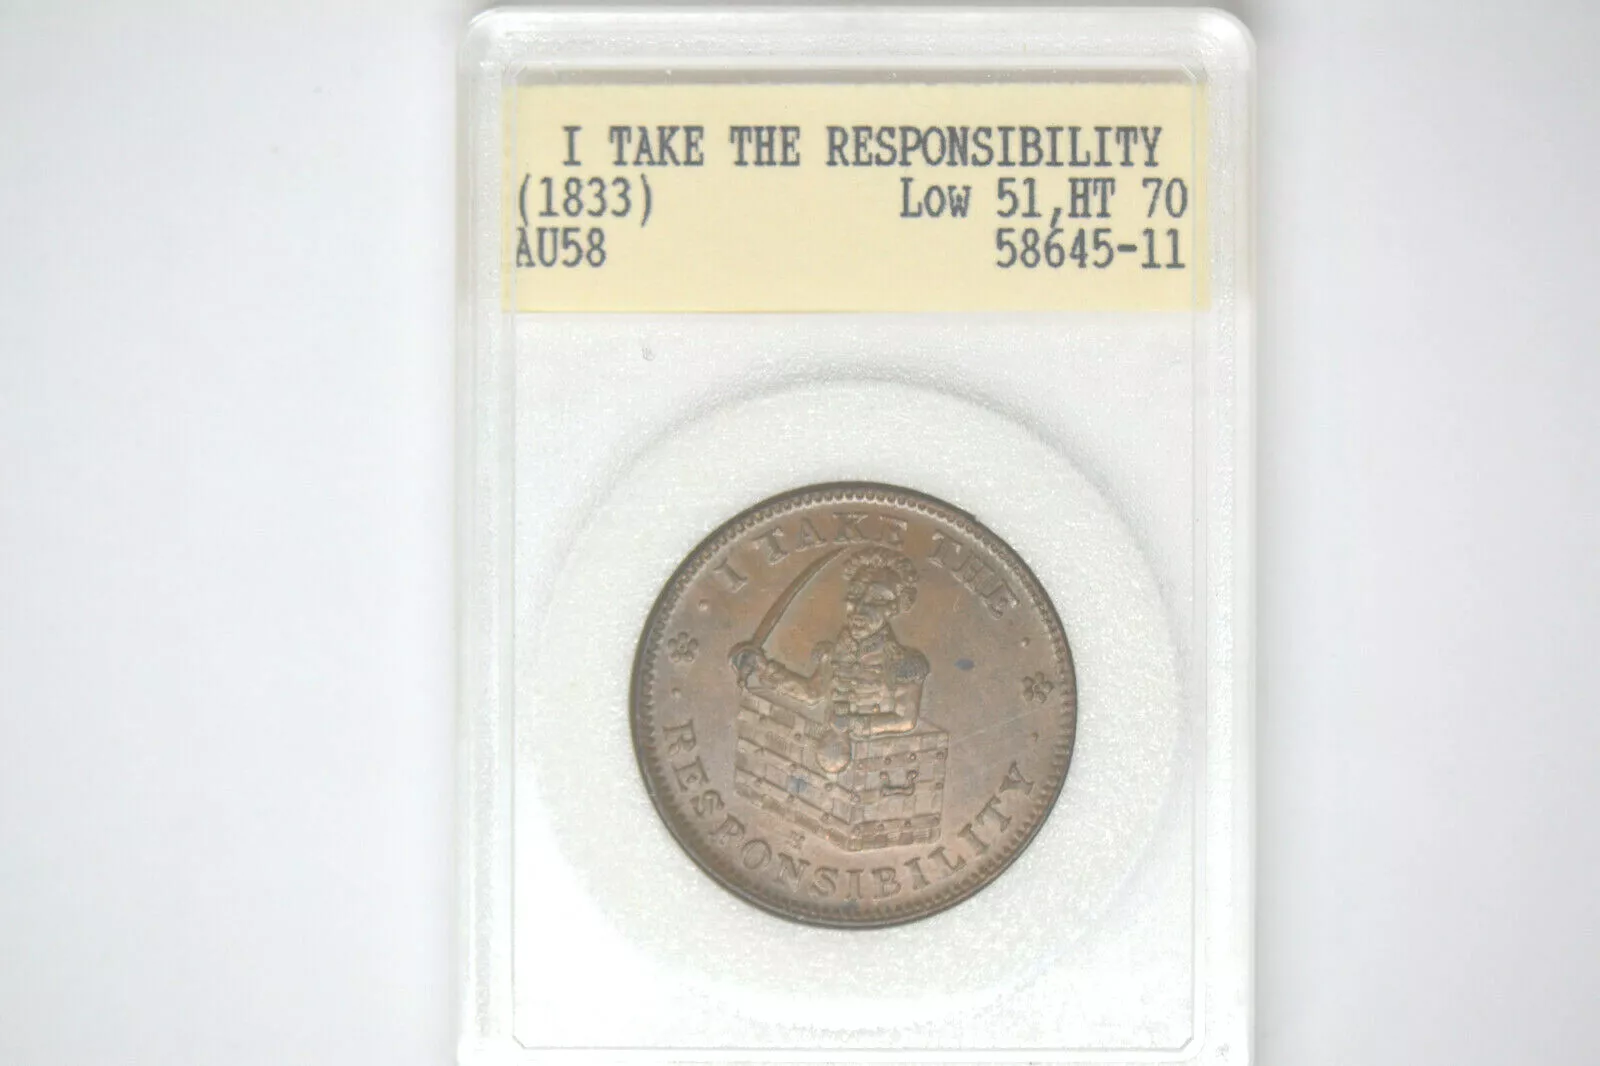 I TAKE THE RESPONSIBILITY
(1833) Low 51,HT 70
AU58 58645-11
I TAKE THE
RESPONSIBILITY
H